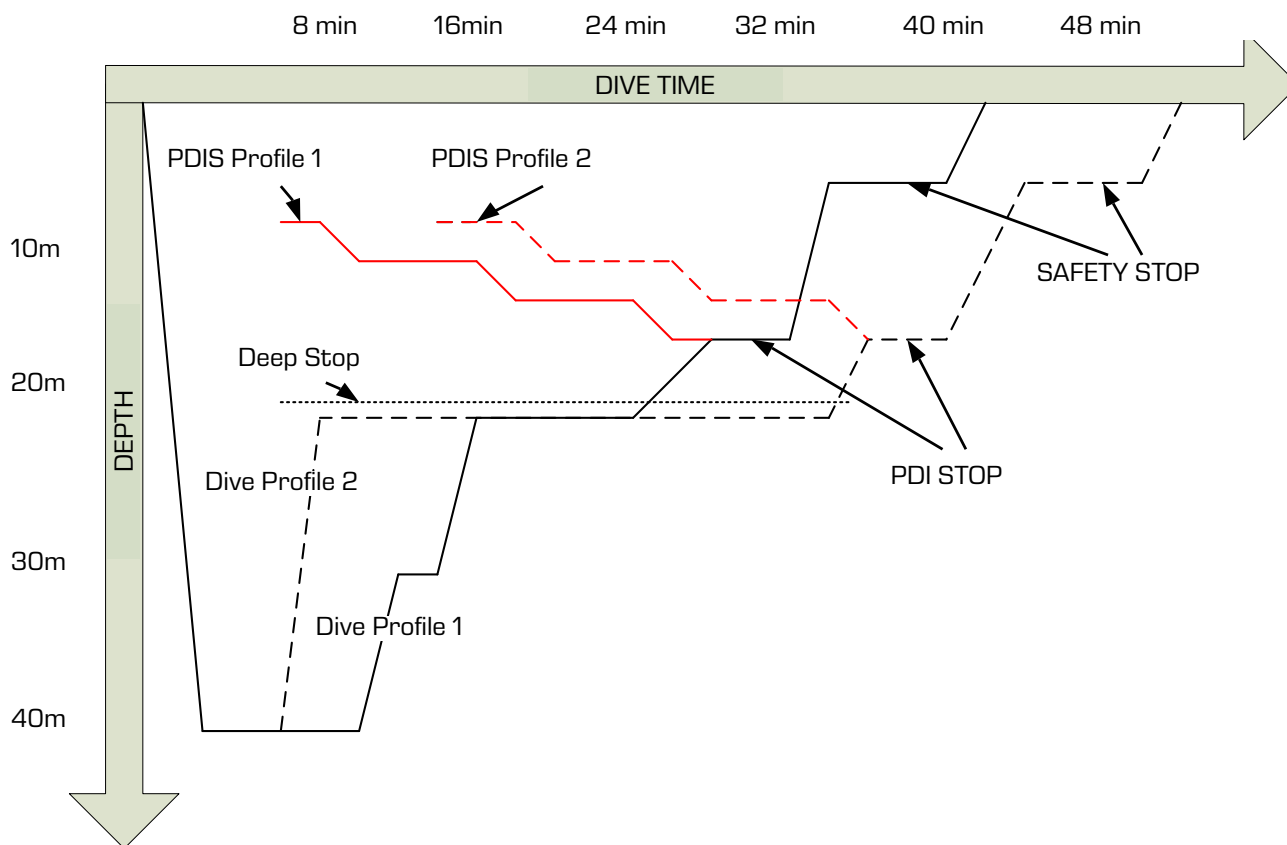 8 min 16min 24 min 32 min 40 min 48 min
DIVE TIME
PDIS Profile 1
PDIS Profile 2
10m
SAFETY STOP
Deep Stop
20m
DEPTH
Dive Profile 2
PDI STOP
30m
Dive Profile 1
40m